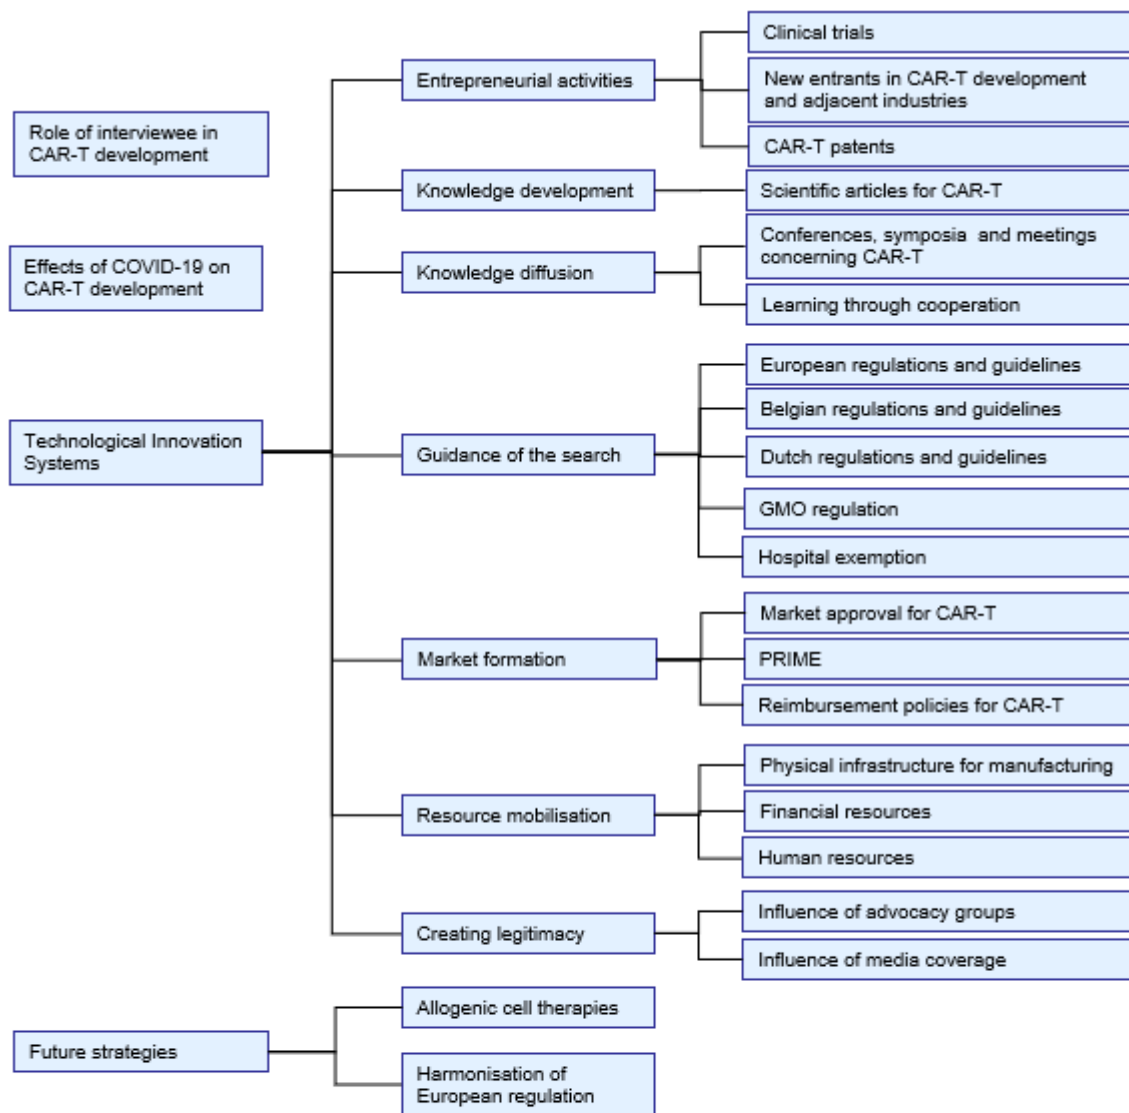 Role of interviewee in
CAR-T development
Effects of COVID-19 on
CAR-T development
Technological Innovation
Systems
Entrepreneurial activities
Clinical trials
New entrants in CAR-T development
and adjacent industries
CAR-T patents
Knowledge development
Scientific articles for CAR-T
Knowledge diffusion
Conferences, symposia and meetings
concerning CAR-T
Learning through cooperation
Guidance of the search
European regulations and guidelines
Belgian regulations and guidelines
Dutch regulations and guidelines
GMO regulation
Hospital exemption
Market formation
Market approval for CAR-T
PRIME
Reimbursement policies for CAR-T
Resource mobilisation
Physical infrastructure for manufacturing
Financial resources
Human resources
Creating legitimacy
Influence of advocacy groups
Influence of media coverage
Future strategies
Allogenic cell therapies
Harmonisation of
European regulation